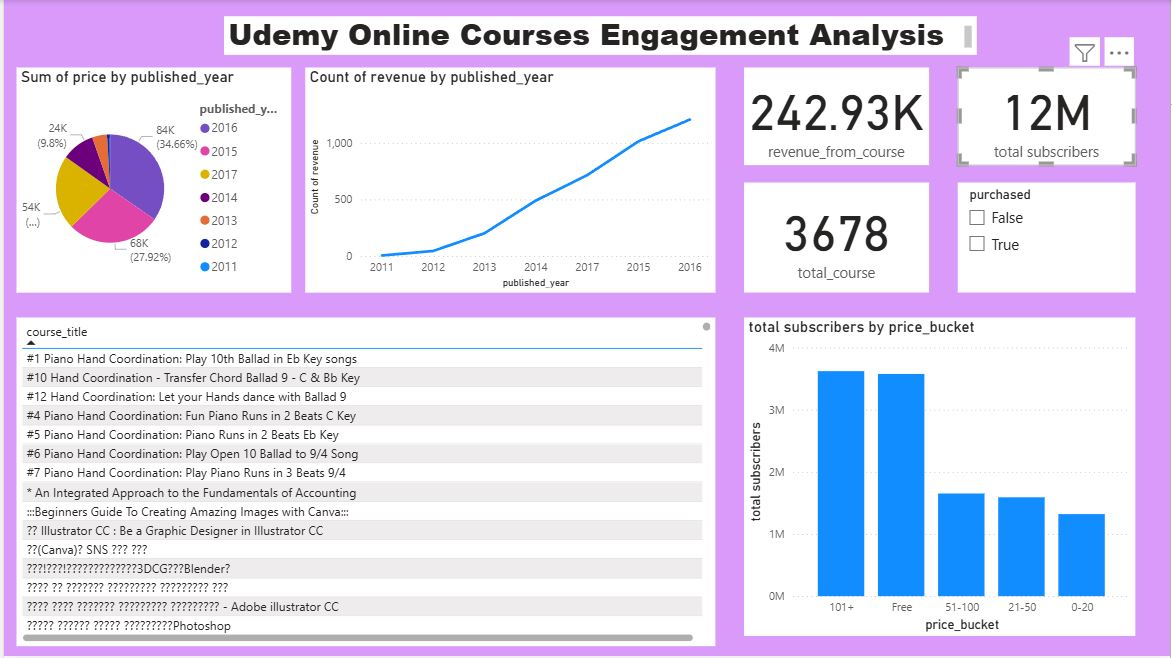 Udemy Online Courses Engagement Analysis
Sum of price by published_year
published_y...
84K
(34.66%)
68K
(27.92%)
54K
(...)
24K
(9.8%)
2016
2015
2017
2014
2013
2012
2011
Count of revenue by published_year
Count of revenue
1,000
500
0
2011 2012 2013 2014 2017 2015 2016
published_year
242.93K
revenue_from_course
12M
total subscribers
3678
total_course
purchased
False
True
course_title
#1 Piano Hand Coordination: Play 10th Ballad in Eb Key songs
#10 Hand Coordination - Transfer Chord Ballad 9 - C & Bb Key
#12 Hand Coordination: Let your Hands dance with Ballad 9
#4 Piano Hand Coordination: Fun Piano Runs in 2 Beats C Key
#5 Piano Hand Coordination: Piano Runs in 2 Beats Eb Key
#6 Piano Hand Coordination: Play Open 10 Ballad to 9/4 Song
#7 Piano Hand Coordination: Play Piano Runs in 3 Beats 9/4
* An Integrated Approach to the Fundamentals of Accounting
:::Beginners Guide To Creating Amazing Images with Canva:::
?? Illustrator CC : Be a Graphic Designer in Illustrator CC
??(Canva)? SNS ??? ???
???!???!?????????????3DCG???Blender?
???? ?? ??????? ????????? ????????? ???
???? ???? ??????? ????????? ????????? - Adobe illustrator CC
????? ?????? ????? ?????????Photoshop
total subscribers by price_bucket
total subscribers
4M
3M
2M
1M
0M
101+ Free 51-100 21-50 0-20
price_bucket